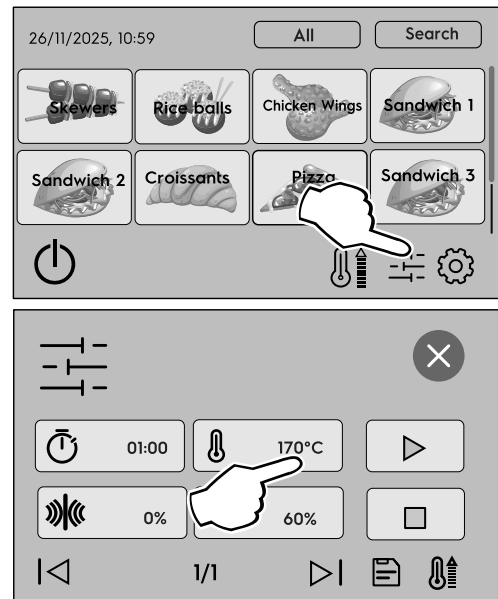 26/11/2025, 10:59
All
Search
Skewers
Rice balls
Chicken Wings
Sandwich 1
Sandwich 2
Croissants
Pizza
Sandwich 3
01:00
170°C
0%
60%
1/1